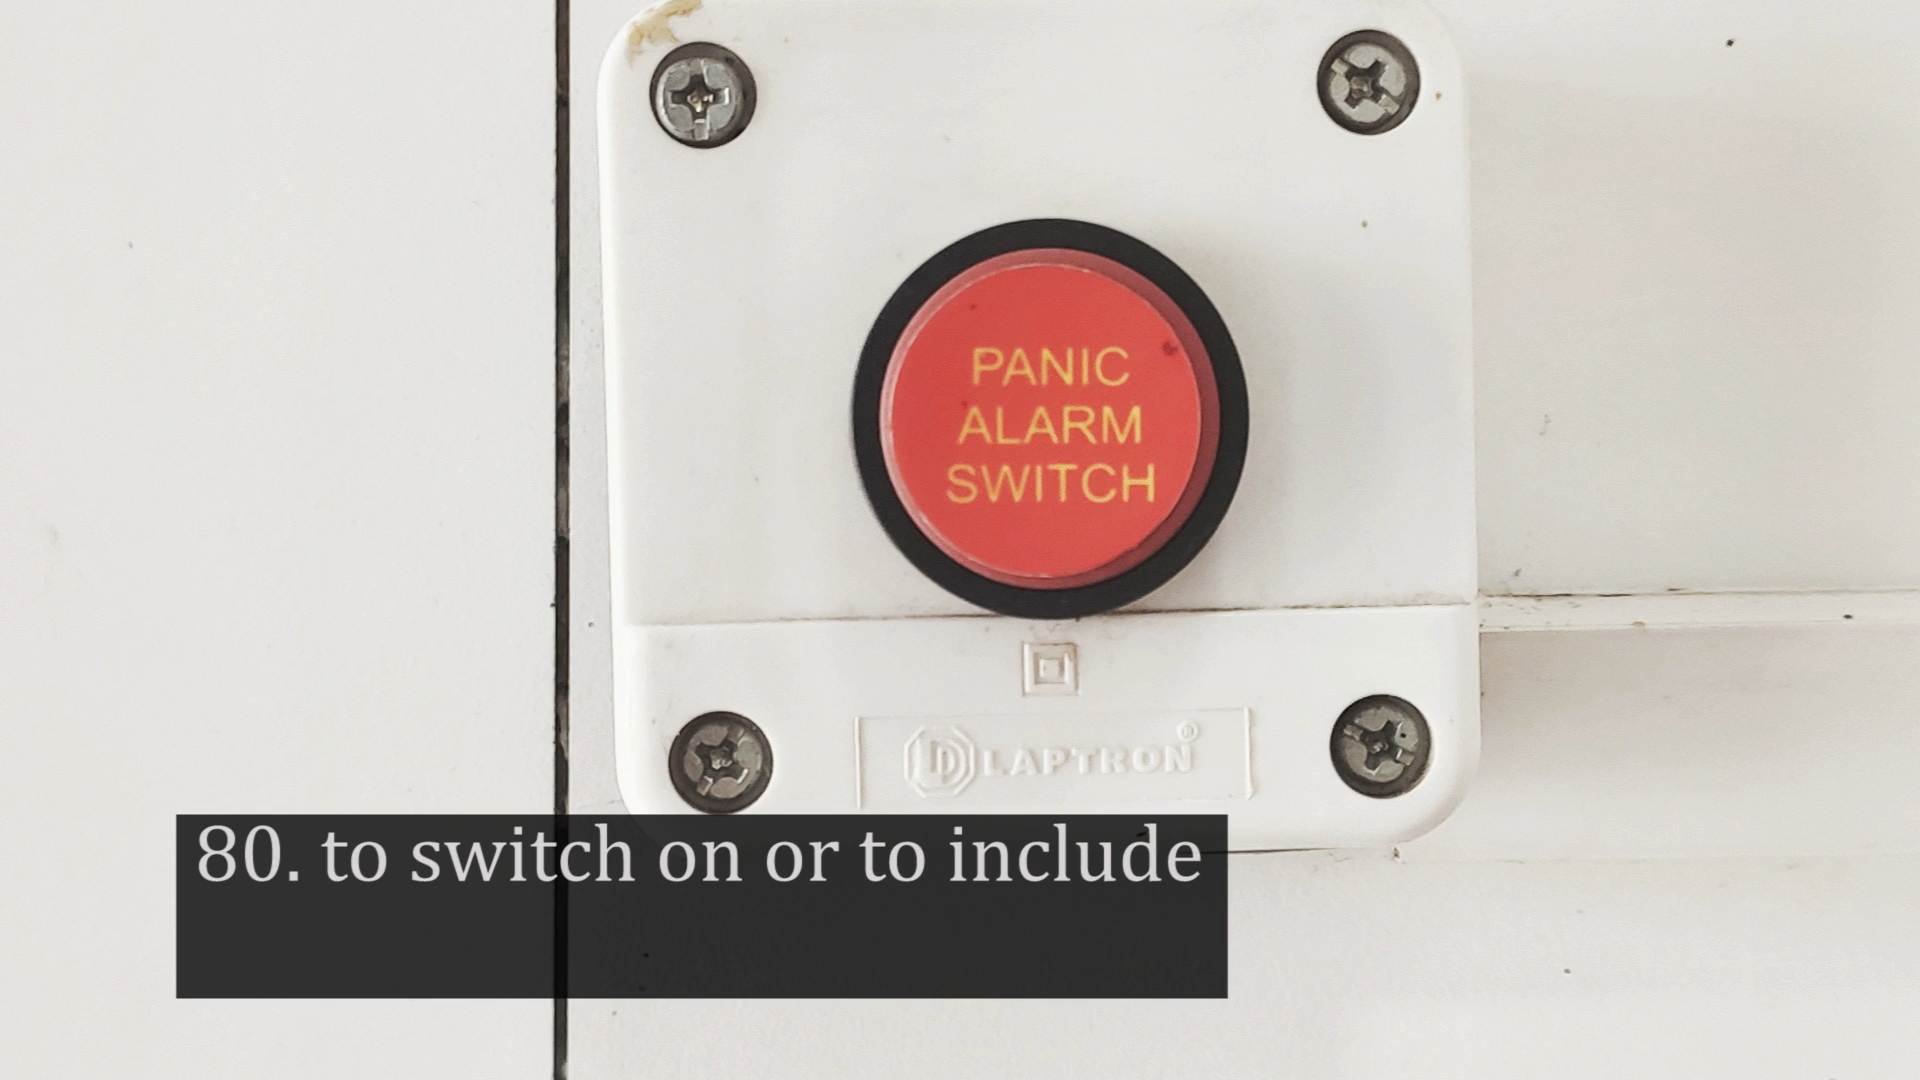 PANIC
ALARM
SWITCH
LAPTRON®
80. to switch on or to include